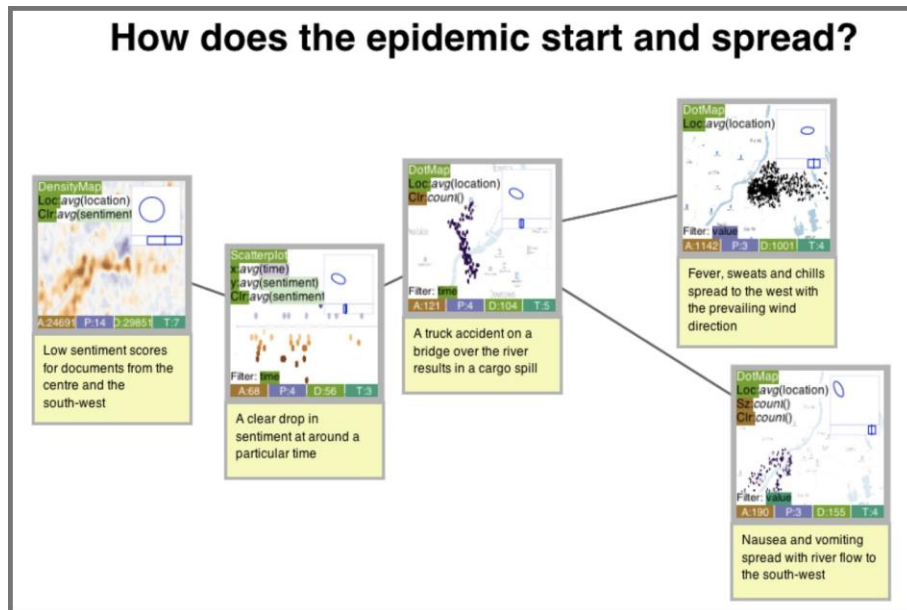 How does the epidemic start and spread?
DensityMap
Loc:avg(location)
Clr:avg(sentiment
A:24691 P:14 D:29851 T:7
Low sentiment scores
for documents from the
centre and the
south-west
Scatterplot
x:avg(time)
y:avg(sentiment)
Clr:avg(sentiment
Filter: time
A:68 P:4 D:56 T:3
A clear drop in
sentiment at around a
particular time
DotMap
Loc:avg(location)
Clr:count()
Filter: time
A:121 P:4 D:104 T:5
A truck accident on a
bridge over the river
results in a cargo spill
DotMap
Loc:avg(location)
Filter: value
A:1142 P:3 D:1001 T:4
Fever, sweats and chills
spread to the west with
the prevailing wind
direction
DotMap
Loc:avg(location)
Sz:count()
Clr:count()
Filter: value
A:190 P:3 D:155 T:4
Nausea and vomiting
spread with river flow to
the south-west